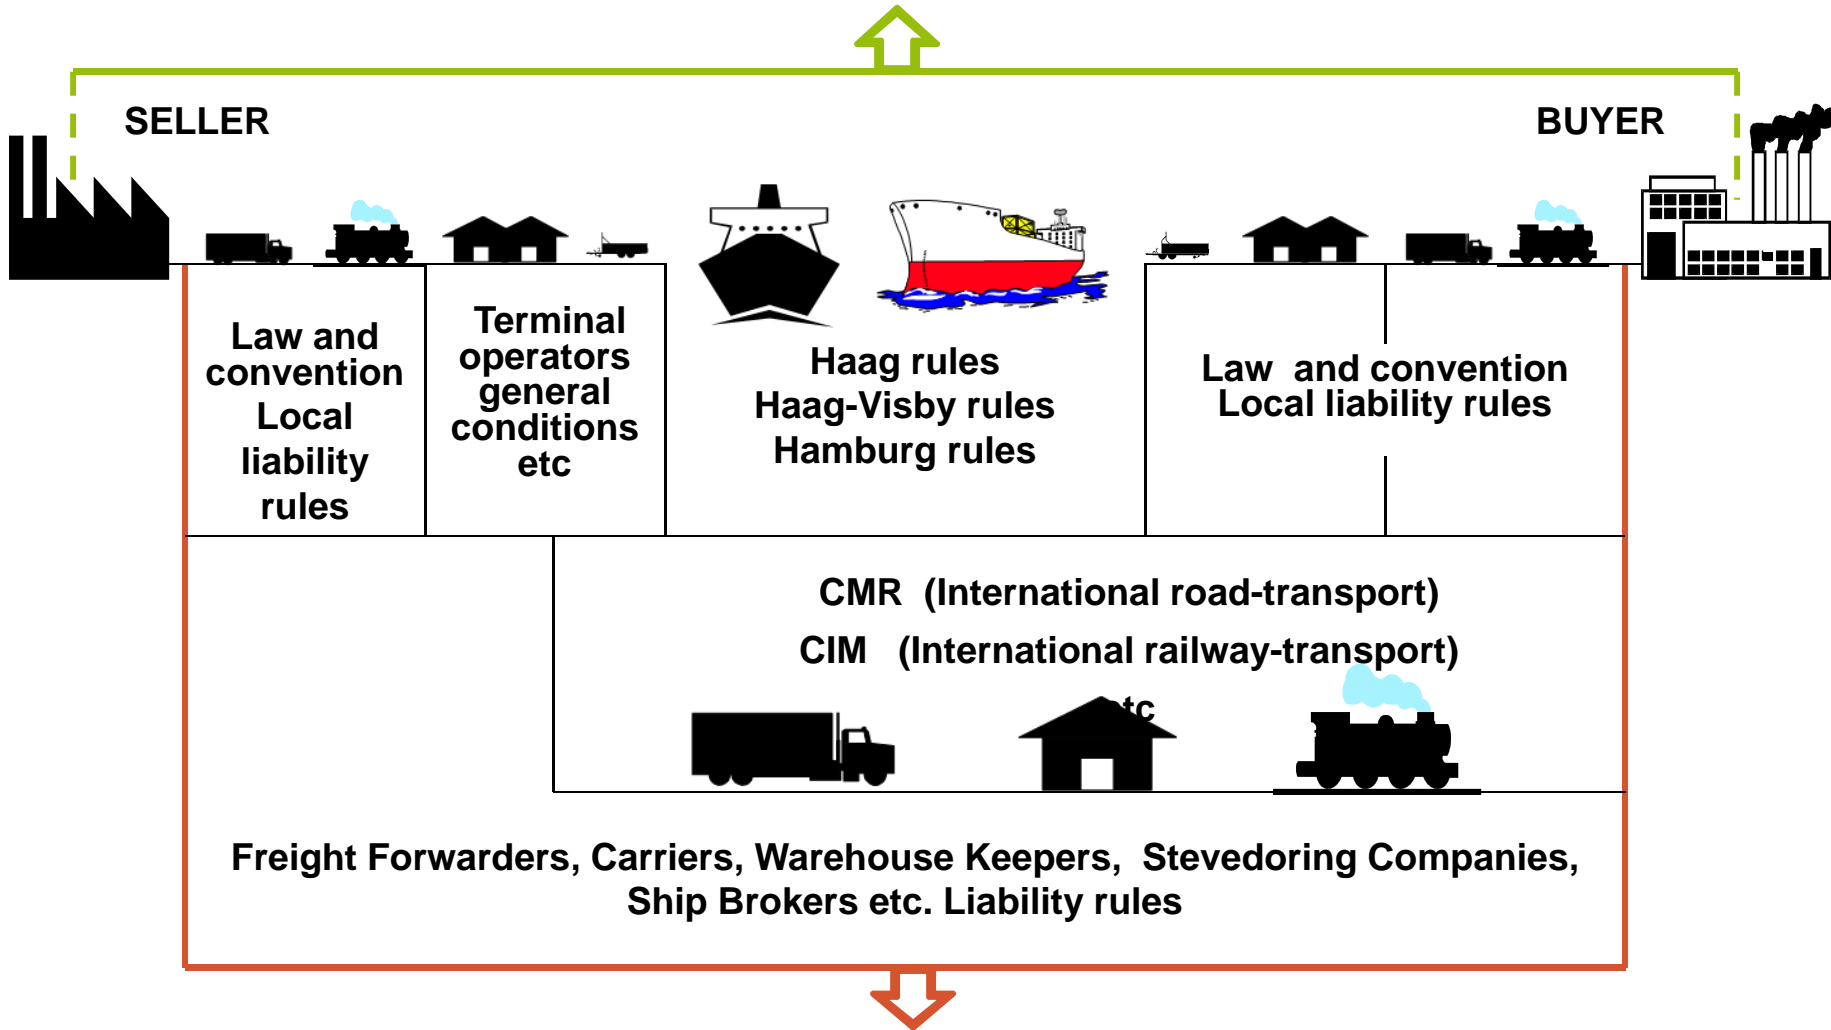 SELLER
BUYER
Law and
convention
Local
liability
rules
Terminal
operators
general
conditions
etc
Haag rules
Haag-Visby rules
Hamburg rules
Law and convention
Local liability rules
CMR (International road-transport)
CIM (International railway-transport)
etc
Freight Forwarders, Carriers, Warehouse Keepers, Stevedoring Companies,
Ship Brokers etc. Liability rules